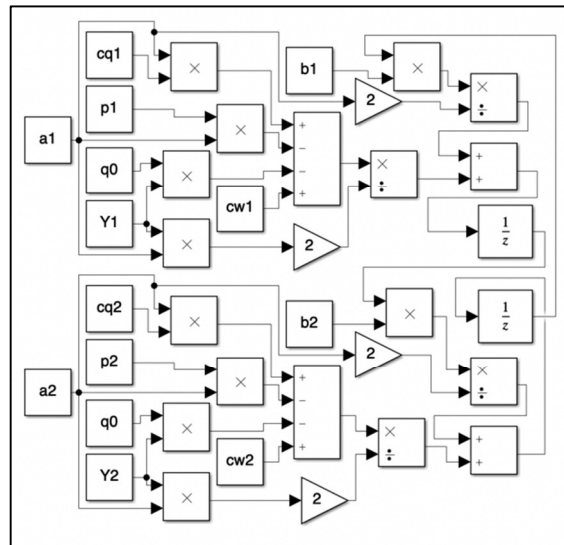 cq1
b1
×
×
×
÷
2
p1
×
a1
+
−
−
+
q0
×
×
÷
+
+
Y1
cw1
×
2
1
z
cq2
×
b2
×
1
z
2
×
÷
p2
×
a2
+
−
−
+
q0
×
×
÷
+
+
Y2
cw2
×
2